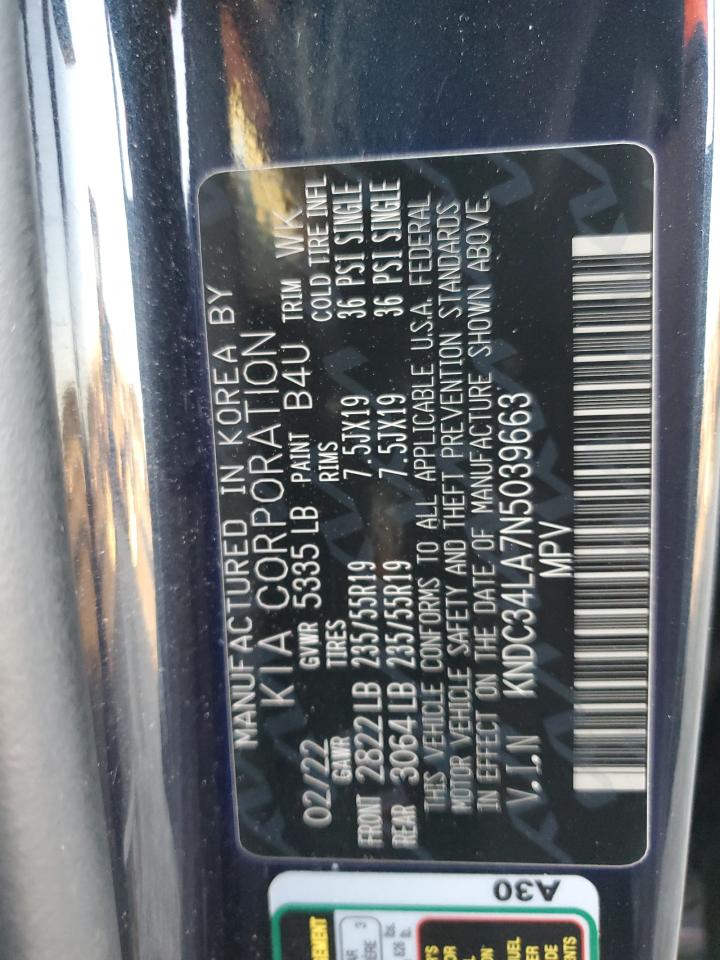 MANUFACTURED IN KOREA BY
KIA CORPORATION
02/22 GVWR 5335 LB PAINT B4U TRIM WK
GAWR TIRES RIMS COLD TIRE INFL
FRONT 2822 LB 235/55R19 7.5JX19 36 PSI SINGLE
REAR 3064 LB 235/55R19 7.5JX19 36 PSI SINGLE
THIS VEHICLE CONFORMS TO ALL APPLICABLE U.S.A. FEDERAL
MOTOR VEHICLE SAFETY AND THEFT PREVENTION STANDARDS
IN EFFECT ON THE DATE OF MANUFACTURE SHOWN ABOVE.
V.I.N KNDC34LA7N5039663
MPV
A30